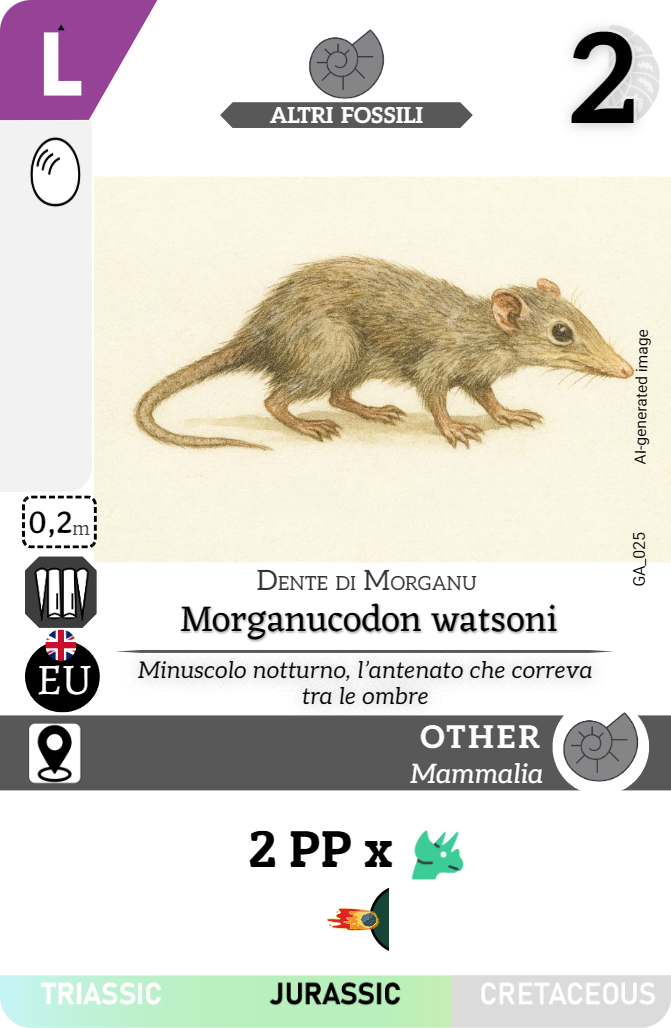 L
ALTRI FOSSILI
2
AI-generated image
GA_025
0,2m
Dente di Morganu
Morganucodon watsoni
EU
Minuscolo notturno, l’antenato che correva
tra le ombre
OTHER
Mammalia
2 PP x
TRIASSIC JURASSIC CRETACEOUS